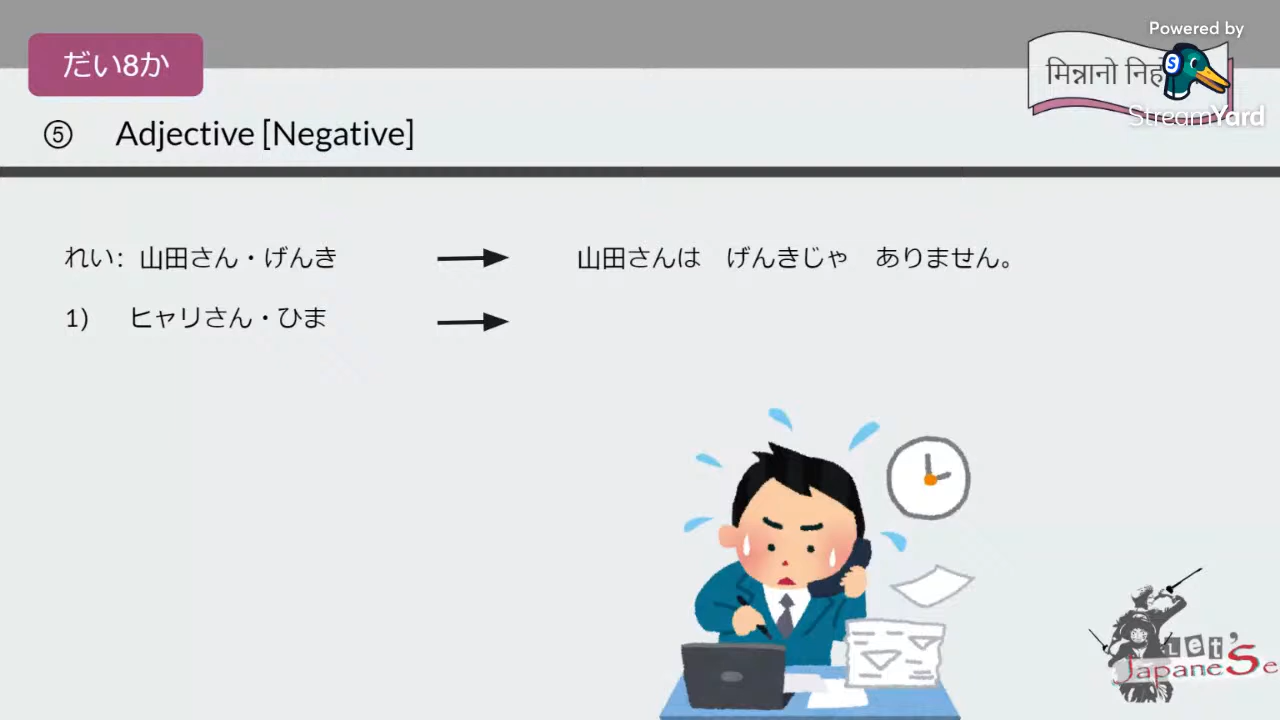 Powered by
だい8か
मिन्नानो
StreamYard
⑤ Adjective [Negative]
れい: 山田さん・げんき → 山田さんは げんきじゃ ありません。
1) ヒャリさん・ひま →
Let's
JapaneSe